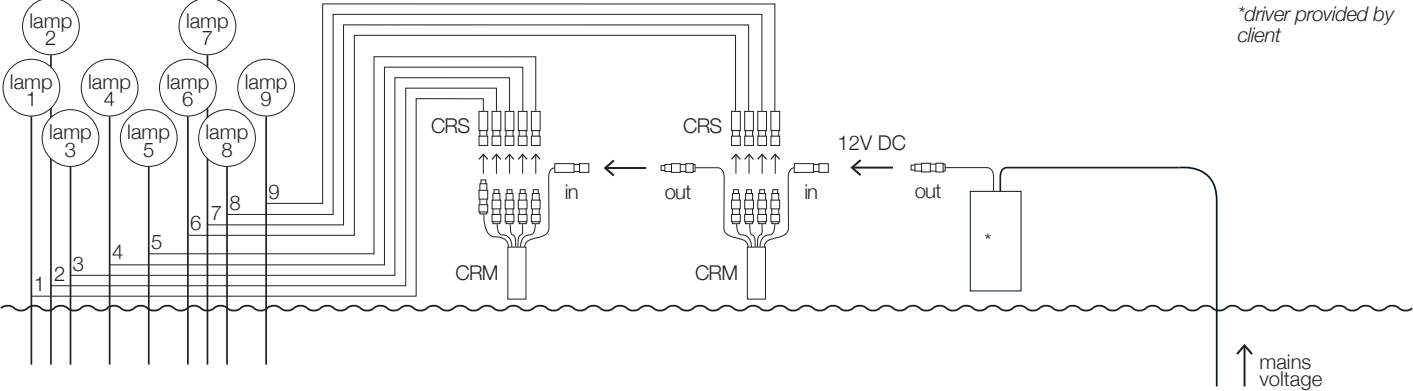 lamp
2
lamp
7
*driver provided by
client
lamp
1
lamp
4
lamp
6
lamp
9
lamp
3
lamp
5
lamp
8
CRS
CRS
12V DC
in
out
in
out
9
8
7
6
5
4
3
2
1
*
CRM
CRM
mains
voltage